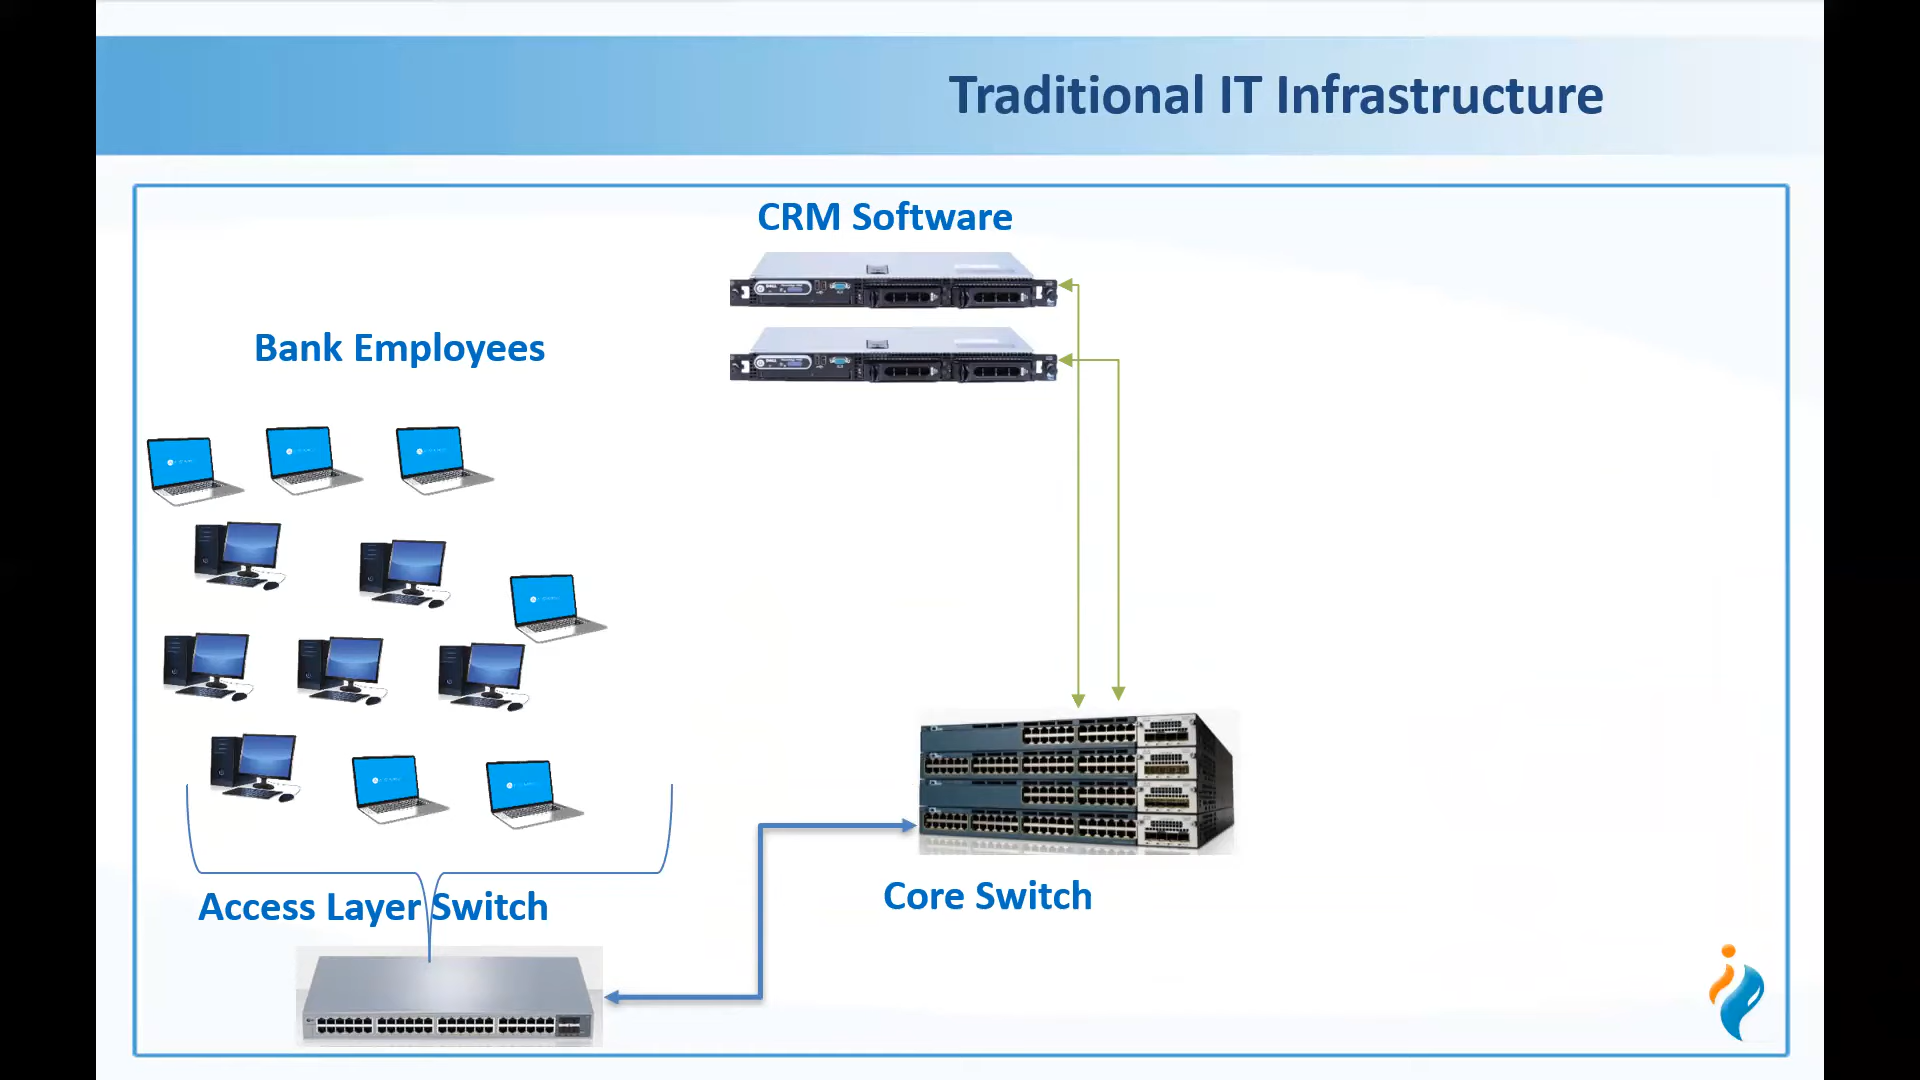 Traditional IT Infrastructure
CRM Software
Bank Employees
Access Layer Switch
Core Switch